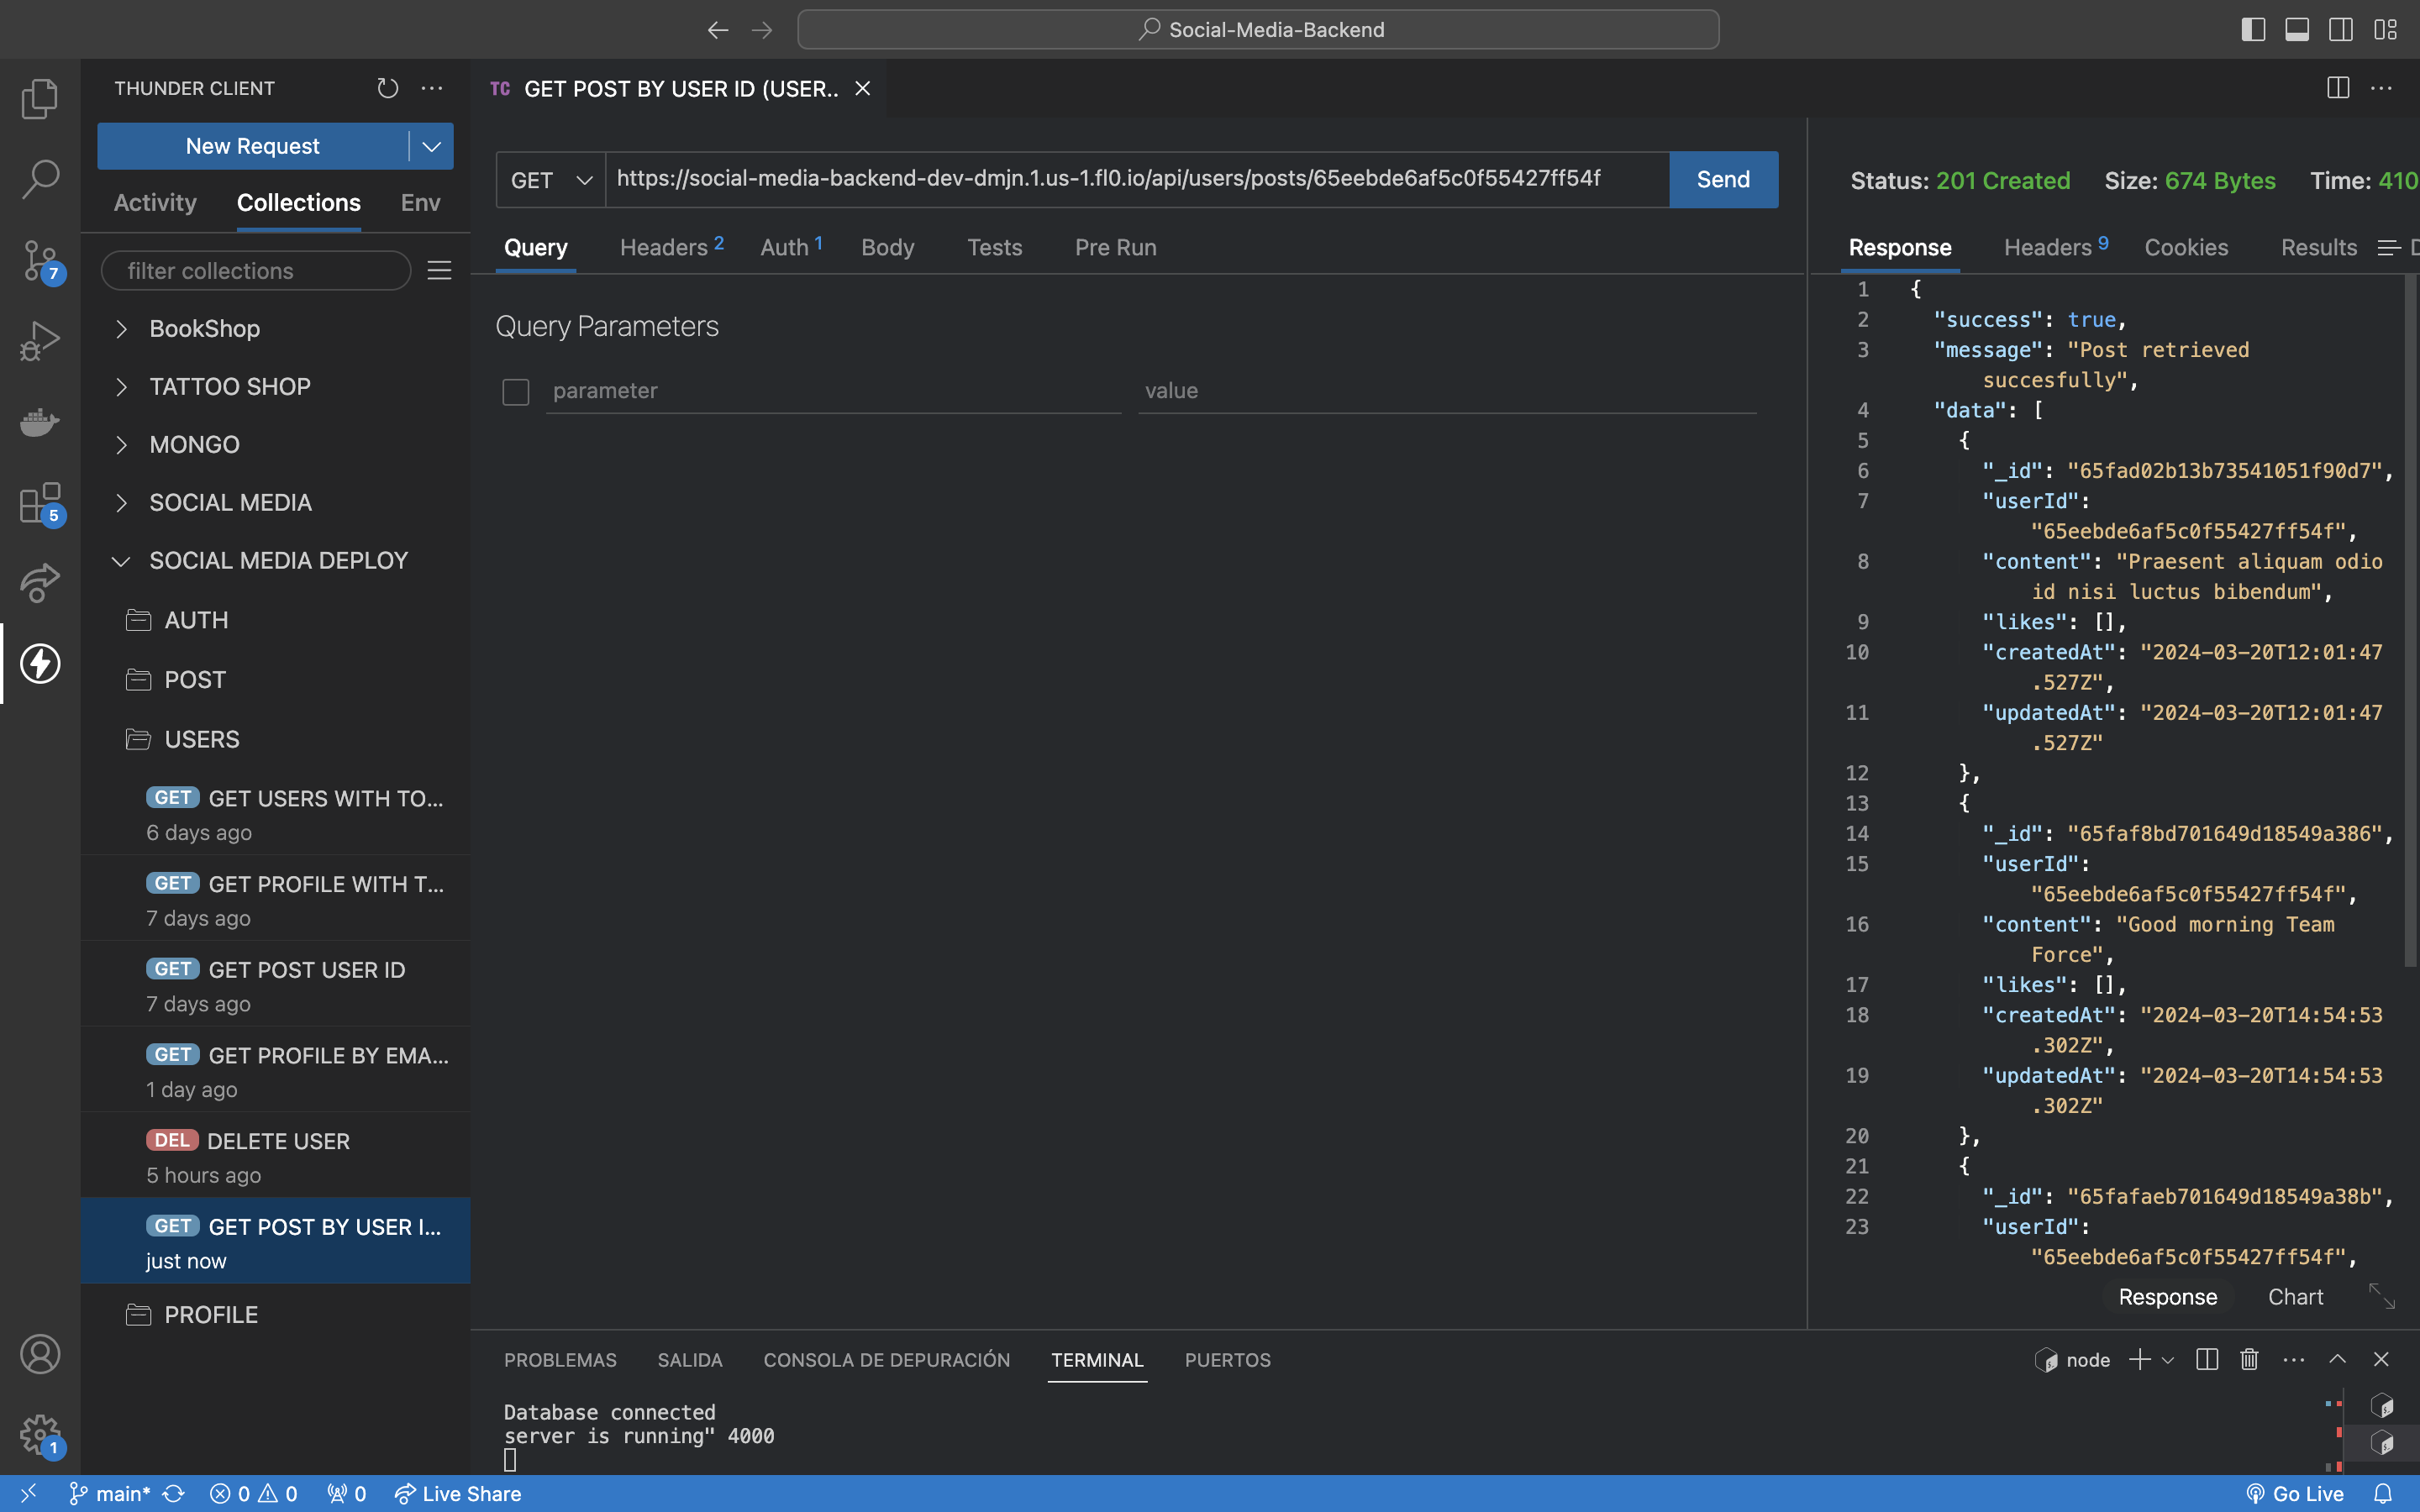 Social-Media-Backend
THUNDER CLIENT
New Request
Activity Collections Env
filter collections
BookShop
TATTOO SHOP
MONGO
SOCIAL MEDIA
SOCIAL MEDIA DEPLOY
AUTH
POST
USERS
GET GET USERS WITH TO...
6 days ago
GET GET PROFILE WITH T...
7 days ago
GET GET POST USER ID
7 days ago
GET GET PROFILE BY EMA...
1 day ago
DEL DELETE USER
5 hours ago
GET GET POST BY USER I...
just now
PROFILE
7
5
1
TC GET POST BY USER ID (USER..
GET https://social-media-backend-dev-dmjn.1.us-1.fl0.io/api/users/posts/65eebde6af5c0f55427ff54f Send
Query Headers 2 Auth 1 Body Tests Pre Run
Query Parameters
parameter value
Status: 201 Created Size: 674 Bytes Time: 410
Response Headers 9 Cookies Results D
1 {
2 "success": true,
3 "message": "Post retrieved
succesfully",
4 "data": [
5 {
6 "_id": "65fad02b13b73541051f90d7",
7 "userId":
"65eebde6af5c0f55427ff54f",
8 "content": "Praesent aliquam odio
id nisi luctus bibendum",
9 "likes": [],
10 "createdAt": "2024-03-20T12:01:47
.527Z",
11 "updatedAt": "2024-03-20T12:01:47
.527Z"
12 },
13 {
14 "_id": "65faf8bd701649d18549a386",
15 "userId":
"65eebde6af5c0f55427ff54f",
16 "content": "Good morning Team
Force",
17 "likes": [],
18 "createdAt": "2024-03-20T14:54:53
.302Z",
19 "updatedAt": "2024-03-20T14:54:53
.302Z"
20 },
21 {
22 "_id": "65fafaeb701649d18549a38b",
23 "userId":
"65eebde6af5c0f55427ff54f",
Response Chart
PROBLEMAS SALIDA CONSOLA DE DEPURACIÓN TERMINAL PUERTOS
node
Database connected
server is running" 4000
main* 0 0 0 Live Share
Go Live